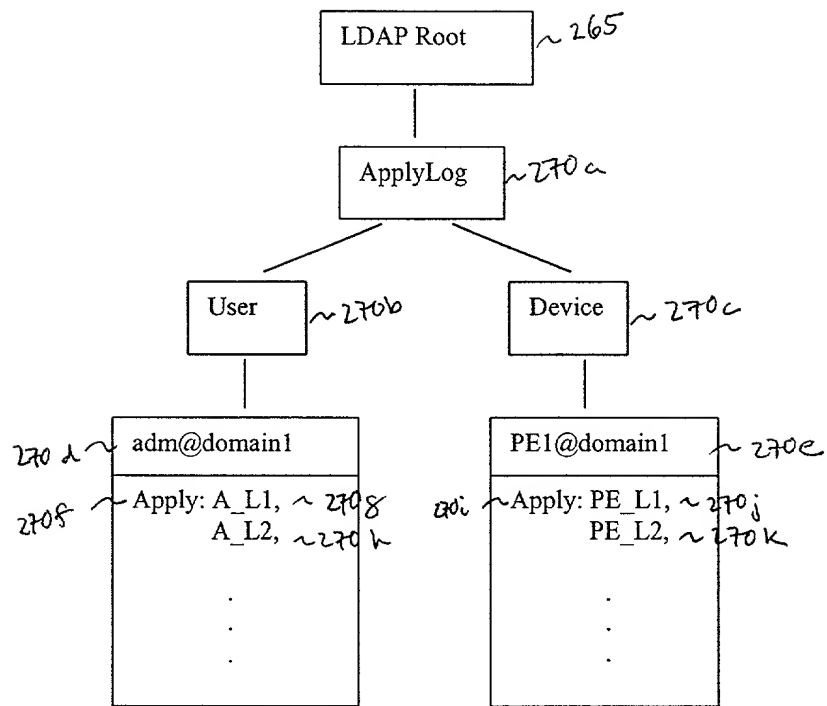 LDAP Root ~ 265
ApplyLog ~ 270a
User ~ 270b
Device ~ 270c
270d ~ adm@domain1
PE1@domain1 ~ 270e
270f ~ Apply: A_L1, ~ 270g
A_L2, ~ 270h
.
.
.
270i ~ Apply: PE_L1, ~ 270j
PE_L2, ~ 270k
.
.
.